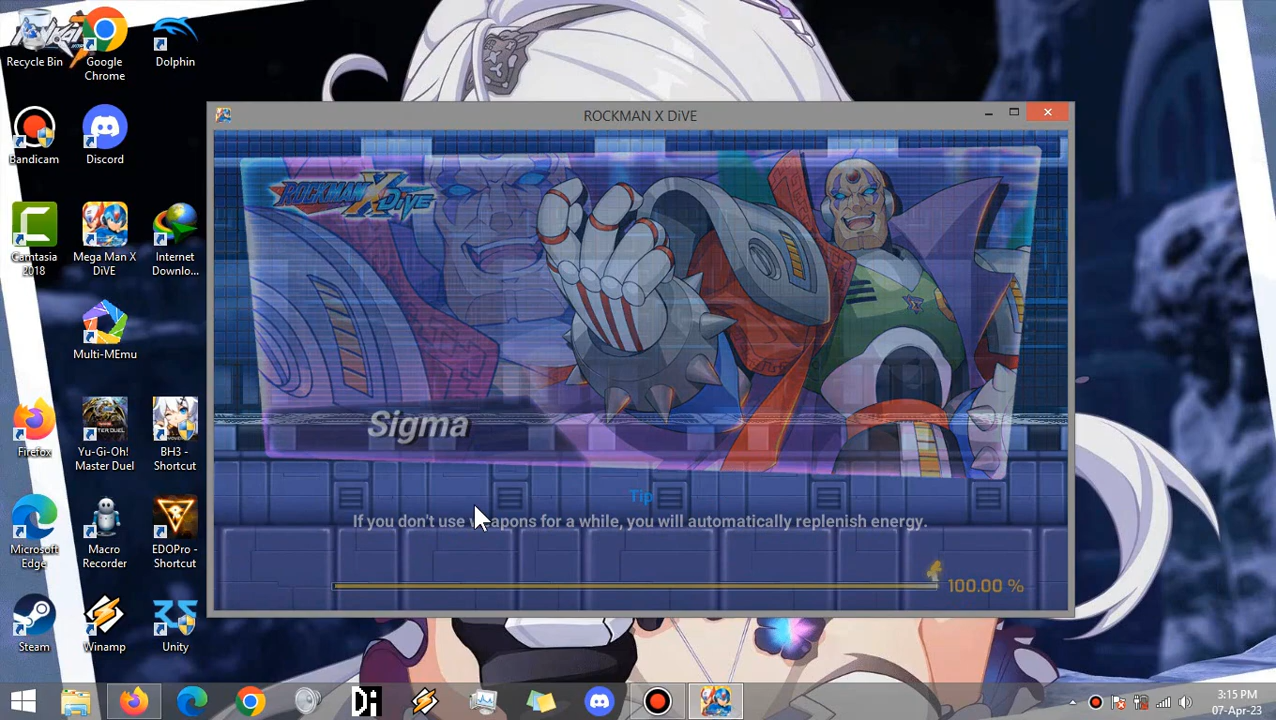 Recycle Bin
Google
Chrome
Dolphin
Bandicam
Discord
Camtasia
2018
Mega Man X
DiVE
Internet
Downlo...
Multi-MEmu
Firefox
Yu-Gi-Oh!
Master Duel
BH3 -
Shortcut
Microsoft
Edge
Macro
Recorder
EDOPro -
Shortcut
Steam
Winamp
Unity
ROCKMAN X DiVE
ROCKMAN X DiVE
Sigma
Tip
If you don't use weapons for a while, you will automatically replenish energy.
100.00 %
Di
3:15 PM
07-Apr-23